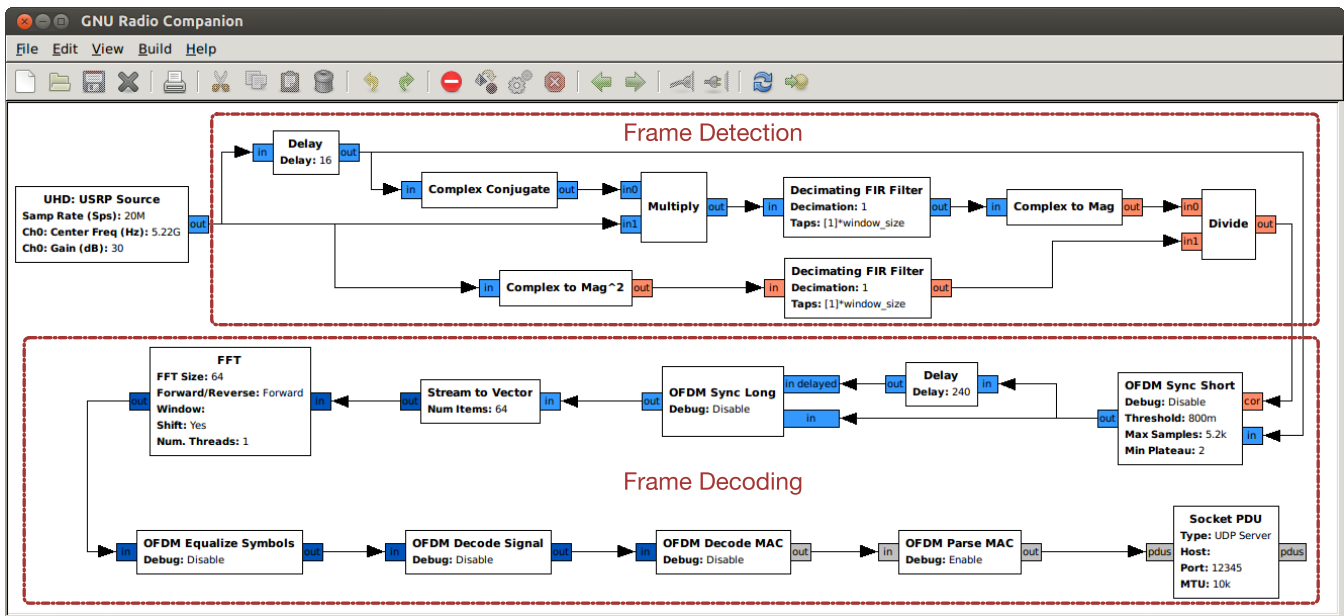 GNU Radio Companion
File Edit View Build Help
Frame Detection
UHD: USRP Source
Samp Rate (Sps): 20M
Ch0: Center Freq (Hz): 5.22G
Ch0: Gain (dB): 30
out
in
Delay
Delay: 16
out
in
Complex Conjugate
out
in0
in1
Multiply
out
in
Decimating FIR Filter
Decimation: 1
Taps: [1]*window_size
out
in
Complex to Mag
out
in0
in1
Divide
out
in
Complex to Mag^2
out
in
Decimating FIR Filter
Decimation: 1
Taps: [1]*window_size
out
OFDM Sync Short
Debug: Disable
Threshold: 800m
Max Samples: 5.2k
Min Plateau: 2
cor
in
out
in
Delay
Delay: 240
out
in delayed
in
OFDM Sync Long
Debug: Disable
out
in
Stream to Vector
Num Items: 64
out
in
FFT
FFT Size: 64
Forward/Reverse: Forward
Window:
Shift: Yes
Num. Threads: 1
out
Frame Decoding
in
OFDM Equalize Symbols
Debug: Disable
out
in
OFDM Decode Signal
Debug: Disable
out
in
OFDM Decode MAC
Debug: Disable
out
in
OFDM Parse MAC
Debug: Enable
out
pdus
Socket PDU
Type: UDP Server
Host:
Port: 12345
MTU: 10k
pdus